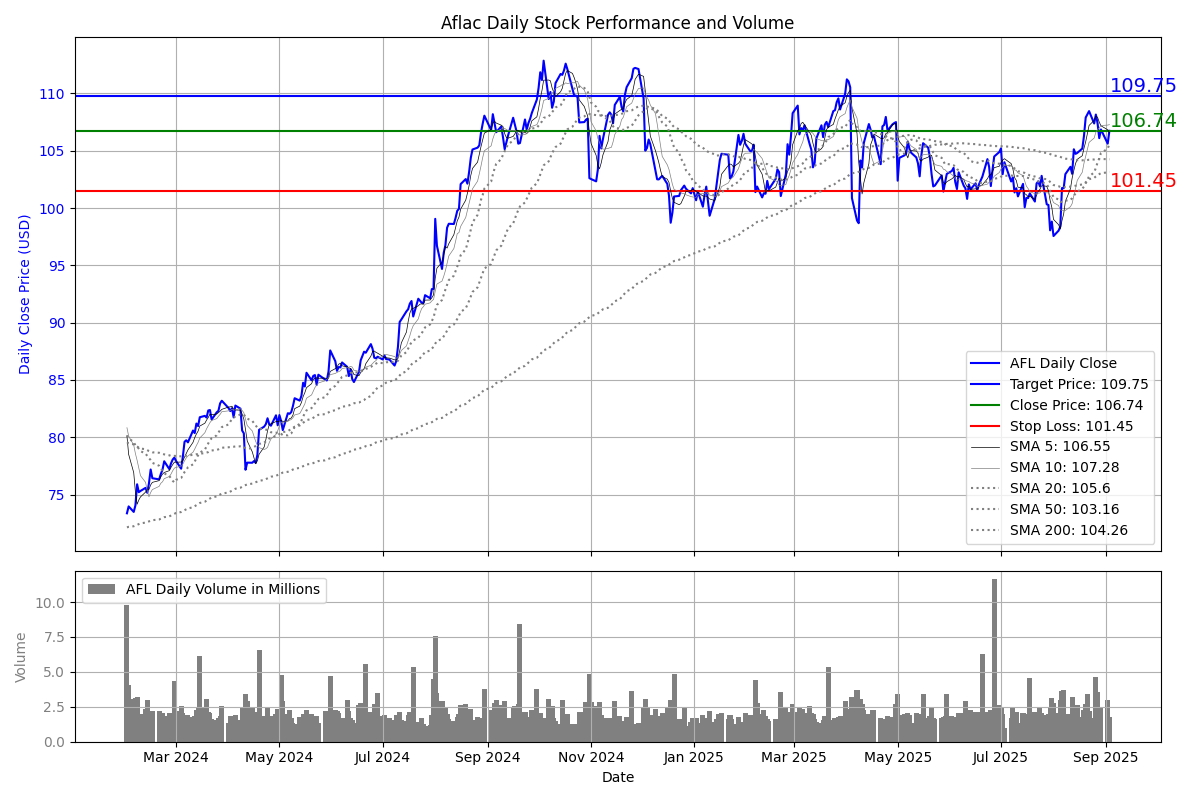 Aflac Daily Stock Performance and Volume
Daily Close Price (USD)
110
105
100
95
90
85
80
75
109.75
106.74
101.45
AFL Daily Close
Target Price: 109.75
Close Price: 106.74
Stop Loss: 101.45
SMA 5: 106.55
SMA 10: 107.28
SMA 20: 105.6
SMA 50: 103.16
SMA 200: 104.26
Volume
10.0
7.5
5.0
2.5
0.0
AFL Daily Volume in Millions
Mar 2024 May 2024 Jul 2024 Sep 2024 Nov 2024 Jan 2025 Mar 2025 May 2025 Jul 2025 Sep 2025
Date